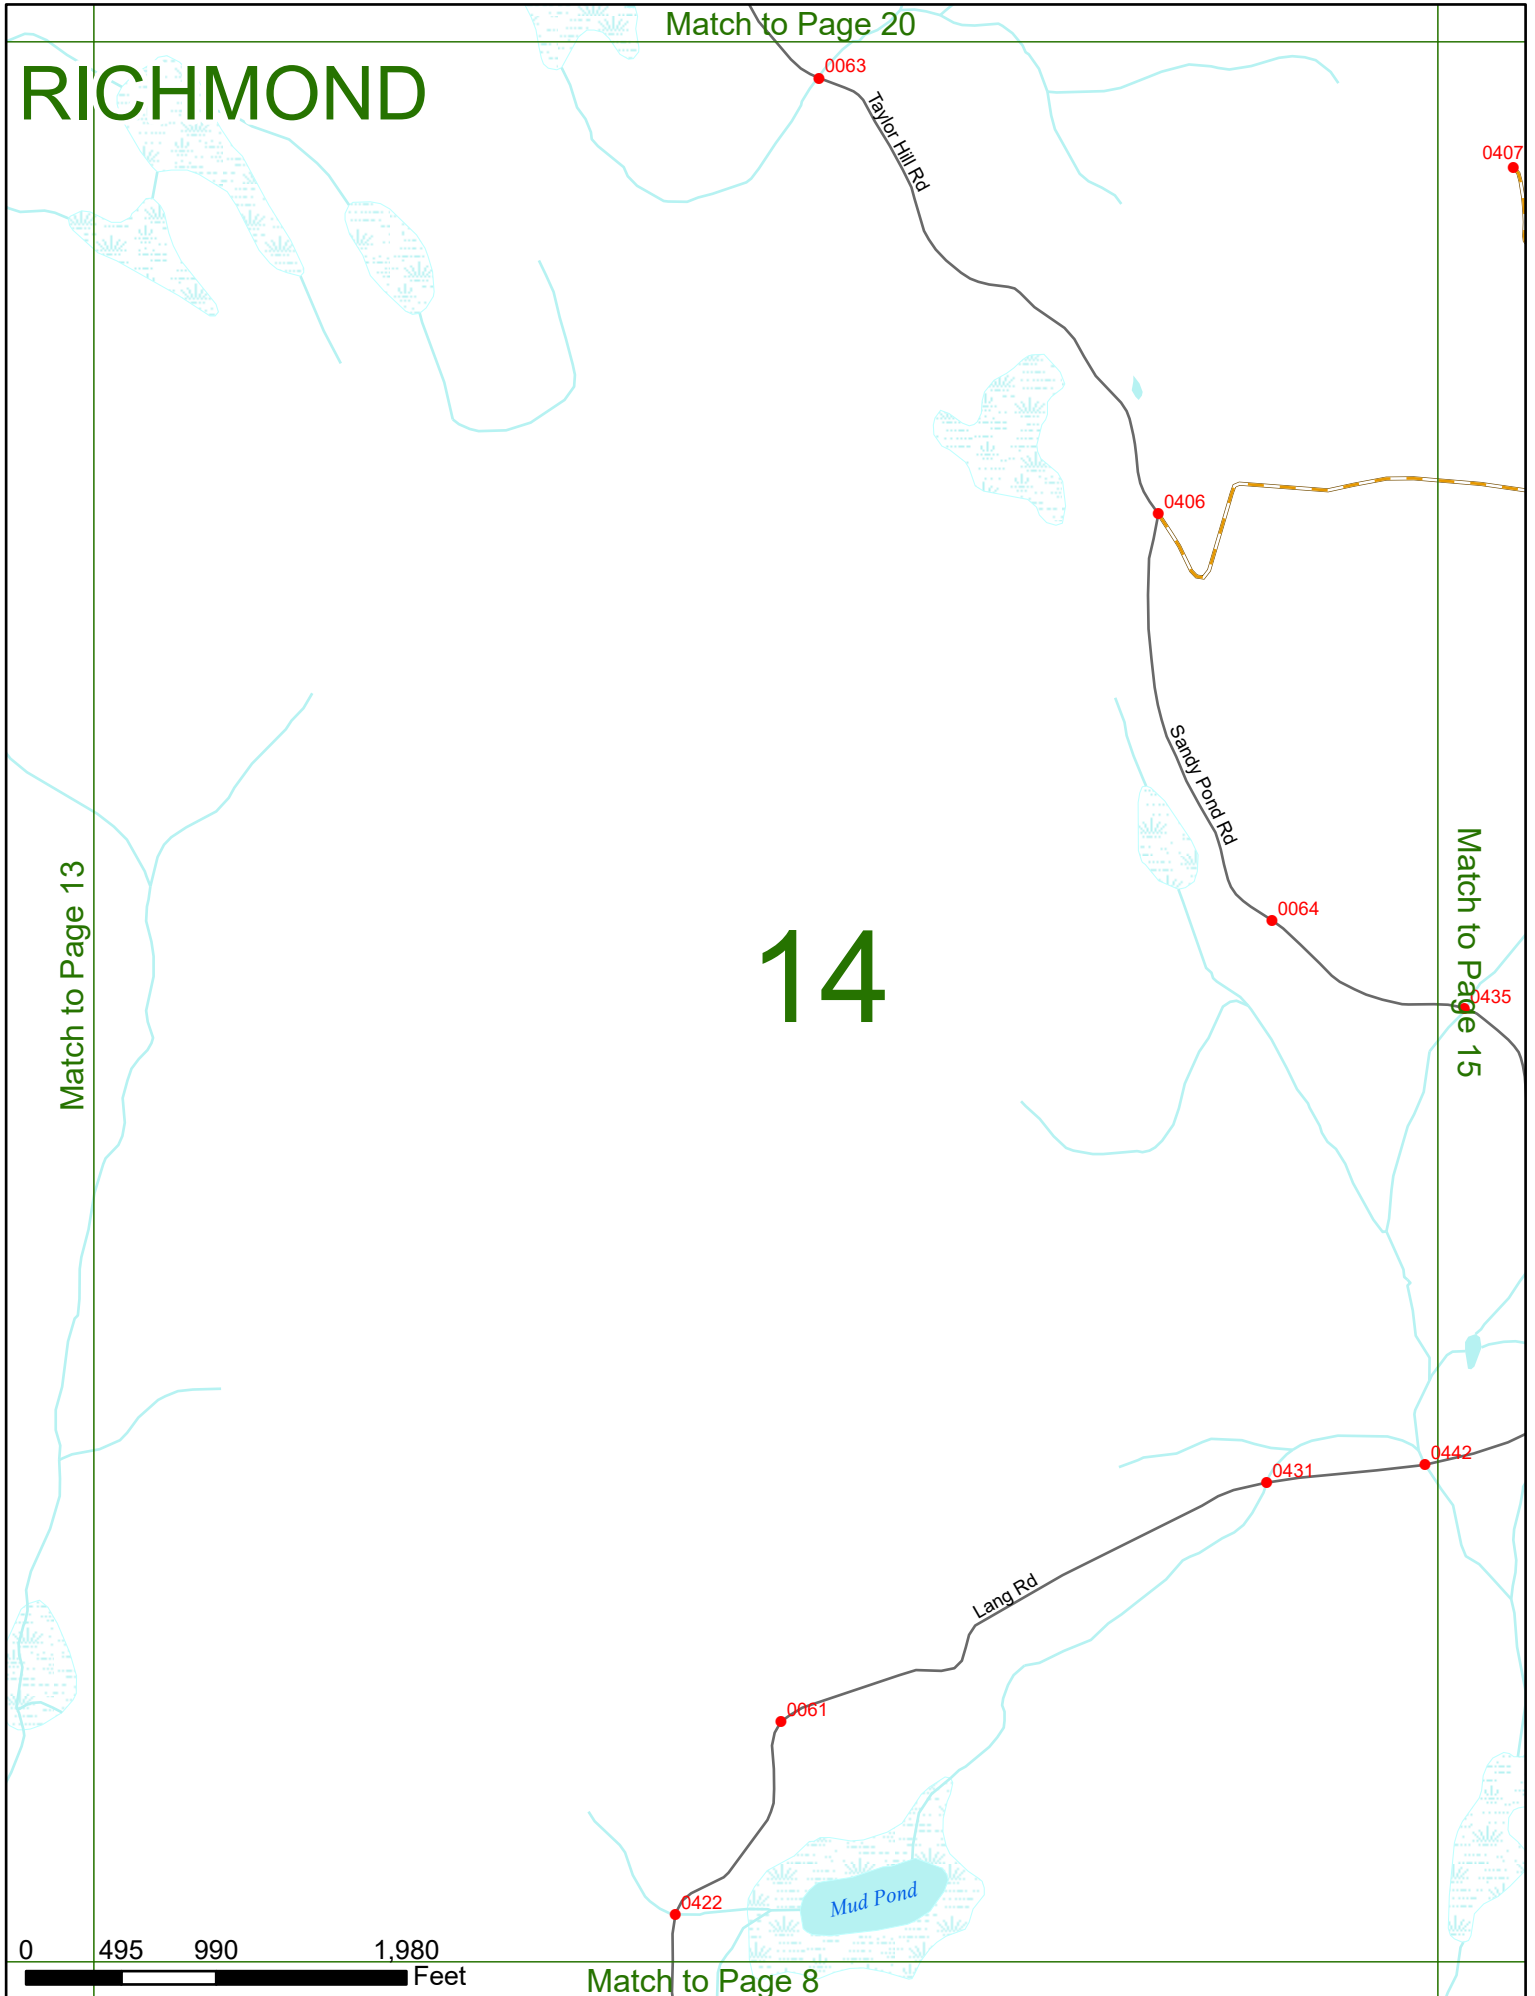 Match to Page 20
RICHMOND
0063
Taylor Hill Rd
0407
0406
Sandy Pond Rd
Match to Page 13
Match to Page 15
14
0064
0435
0442
0431
Lang Rd
0061
Mud Pond
0422
0 495 990 1,980
Feet
Match to Page 8